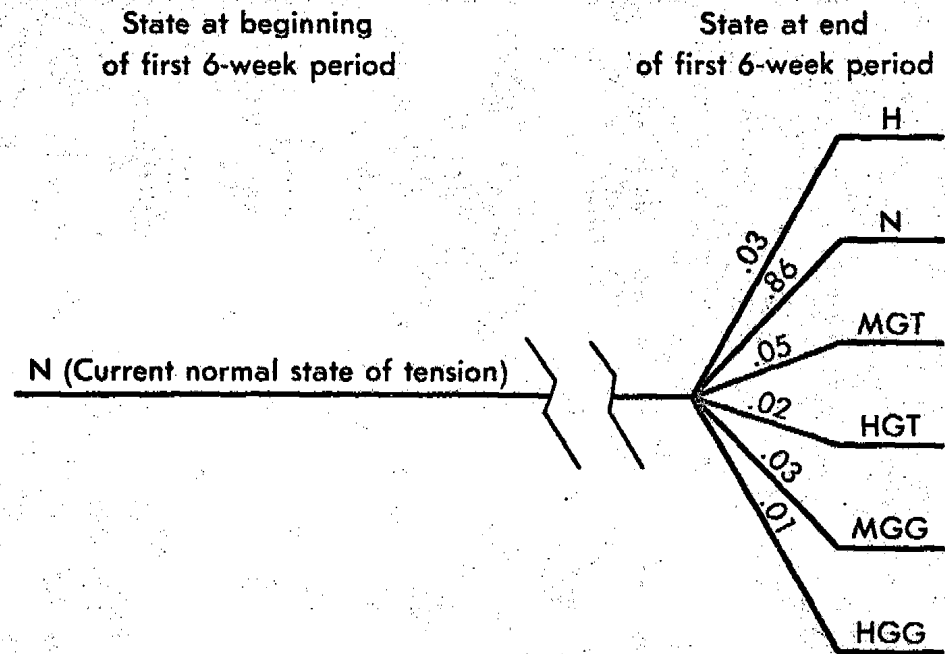 State at beginning
of first 6-week period
State at end
of first 6-week period
H
N
MGT
HGT
MGG
HGG
.03
.86
.05
.02
.03
.01
N (Current normal state of tension)